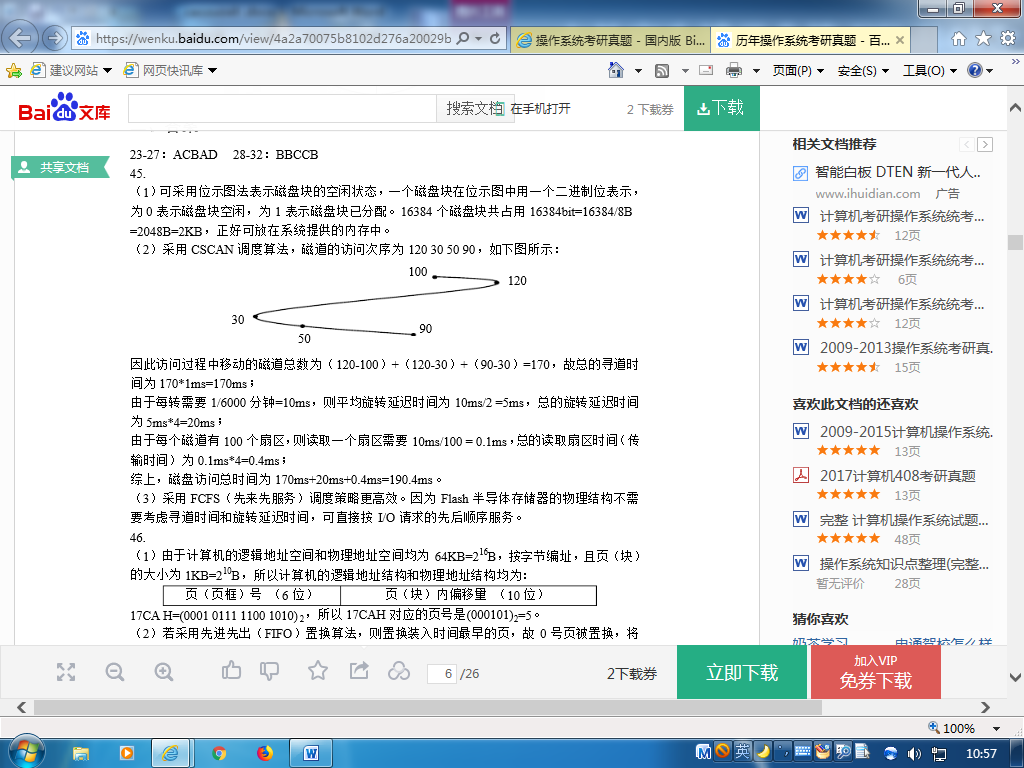 https://wenku.baidu.com/view/4a2a70075b8102d276a20029b
操作系统考研真题 - 国内版 Bi...
历年操作系统考研真题 - 百...
建议网站
网页快讯库
页面(P)
安全(S)
工具(O)
Bai du 文库
搜索文档
在手机打开
2 下载券
下载
共享文档
23-27：ACBAD 28-32：BBCCB
45.
（1）可采用位示图法表示磁盘块的空闲状态，一个磁盘块在位示图中用一个二进制位表示，
为 0 表示磁盘块空闲，为 1 表示磁盘块已分配。16384 个磁盘块共占用 16384bit=16384/8B
=2048B=2KB，正好可放在系统提供的内存中。
（2）采用 CSCAN 调度算法，磁道的访问次序为 120 30 50 90，如下图所示：
100
120
30
90
50
因此访问过程中移动的磁道总数为（120-100）+（120-30）+（90-30）=170，故总的寻道时
间为 170*1ms=170ms；
由于每转需要 1/6000 分钟=10ms，则平均旋转延迟时间为 10ms/2 =5ms，总的旋转延迟时间
为 5ms*4=20ms；
由于每个磁道有 100 个扇区，则读取一个扇区需要 10ms/100 = 0.1ms，总的读取扇区时间（传
输时间）为 0.1ms*4=0.4ms；
综上，磁盘访问总时间为 170ms+20ms+0.4ms=190.4ms。
（3）采用 FCFS（先来先服务）调度策略更高效。因为 Flash 半导体存储器的物理结构不需
要考虑寻道时间和旋转延迟时间，可直接按 I/O 请求的先后顺序服务。
46.
（1）由于计算机的逻辑地址空间和物理地址空间均为 64KB=2¹⁶B，按字节编址，且页（块）
的大小为 1KB=2¹⁰B，所以计算机的逻辑地址结构和物理地址结构均为：
页（页框）号 （6 位） 页（块）内偏移量 （10 位）
17CA H=(0001 0111 1100 1010)₂，所以 17CAH 对应的页号是(000101)₂=5。
（2）若采用先进先出（FIFO）置换算法，则置换装入时间最早的页，故 0 号页被置换，将
相关文档推荐
智能白板 DTEN 新一代人..
www.ihuidian.com 广告
计算机考研操作系统统考...
12页
计算机考研操作系统统考...
6页
计算机考研操作系统统考...
12页
2009-2013操作系统考研真.
15页
喜欢此文档的还喜欢
2009-2015计算机操作系统.
13页
2017计算机408考研真题
13页
完整 计算机操作系统试题...
48页
操作系统知识点整理(完整...
暂无评价 28页
猜你喜欢
奶茶学习 申通驾校怎么样
6 /26
2下载券
立即下载
加入VIP
免券下载
100%
英
10:57